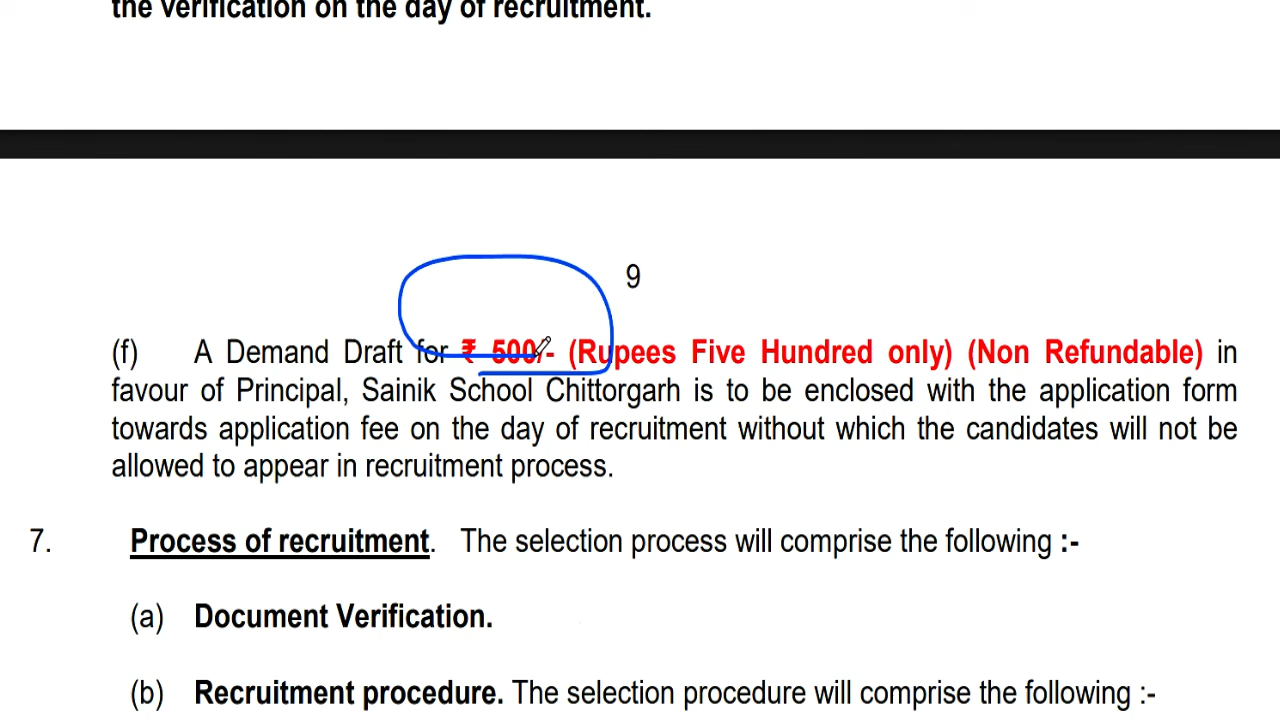 the verification on the day of recruitment.
9
(f) A Demand Draft for ₹ 500/- (Rupees Five Hundred only) (Non Refundable) in
favour of Principal, Sainik School Chittorgarh is to be enclosed with the application form
towards application fee on the day of recruitment without which the candidates will not be
allowed to appear in recruitment process.
7. Process of recruitment. The selection process will comprise the following :-
(a) Document Verification.
(b) Recruitment procedure. The selection procedure will comprise the following :-